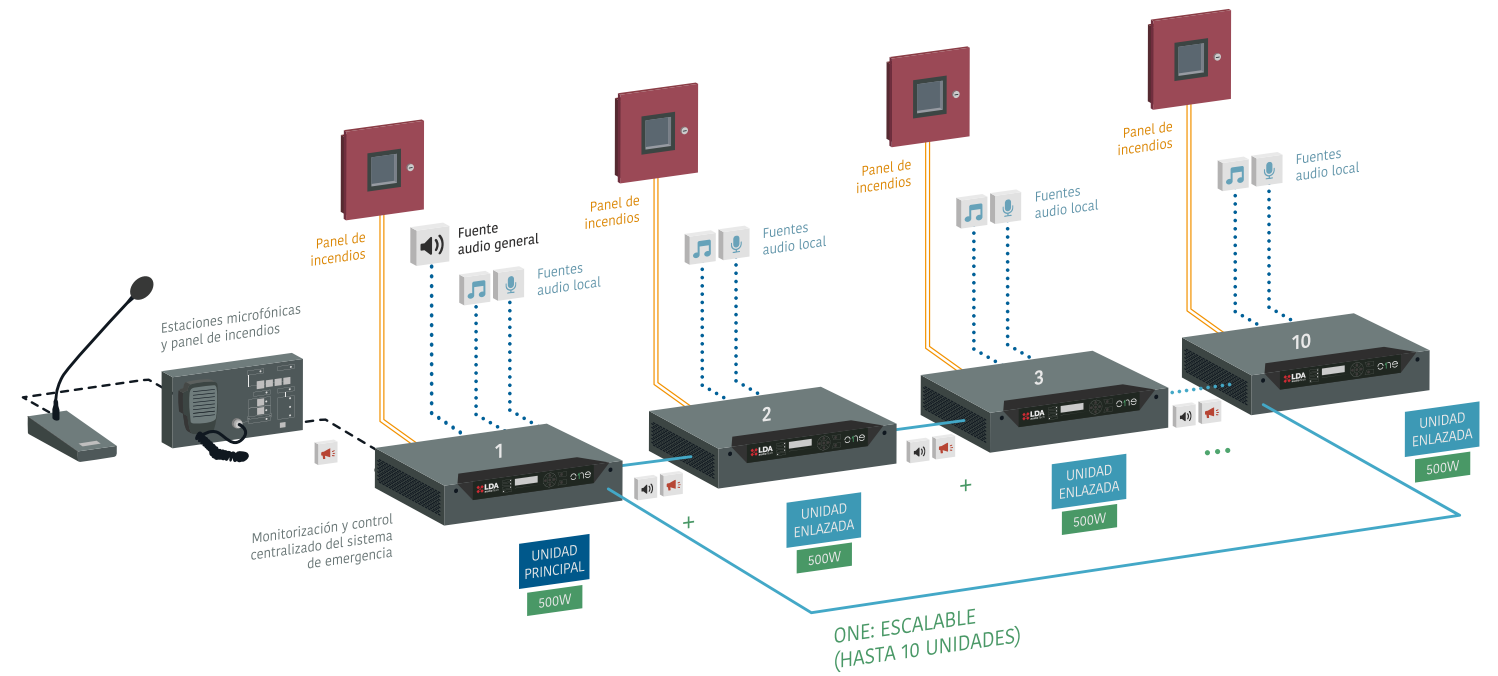 Panel de
incendios
Fuente
audio general
Fuentes
audio local
Estaciones microfónicas
y panel de incendios
1
LDA
one
Monitorización y control
centralizado del sistema
de emergencia
UNIDAD
PRINCIPAL
500W
Panel de
incendios
Fuentes
audio local
2
LDA
one
+
UNIDAD
ENLAZADA
500W
Panel de
incendios
Fuentes
audio local
3
LDA
one
+
UNIDAD
ENLAZADA
500W
Panel de
incendios
Fuentes
audio local
10
LDA
one
...
UNIDAD
ENLAZADA
500W
ONE: ESCALABLE
(HASTA 10 UNIDADES)